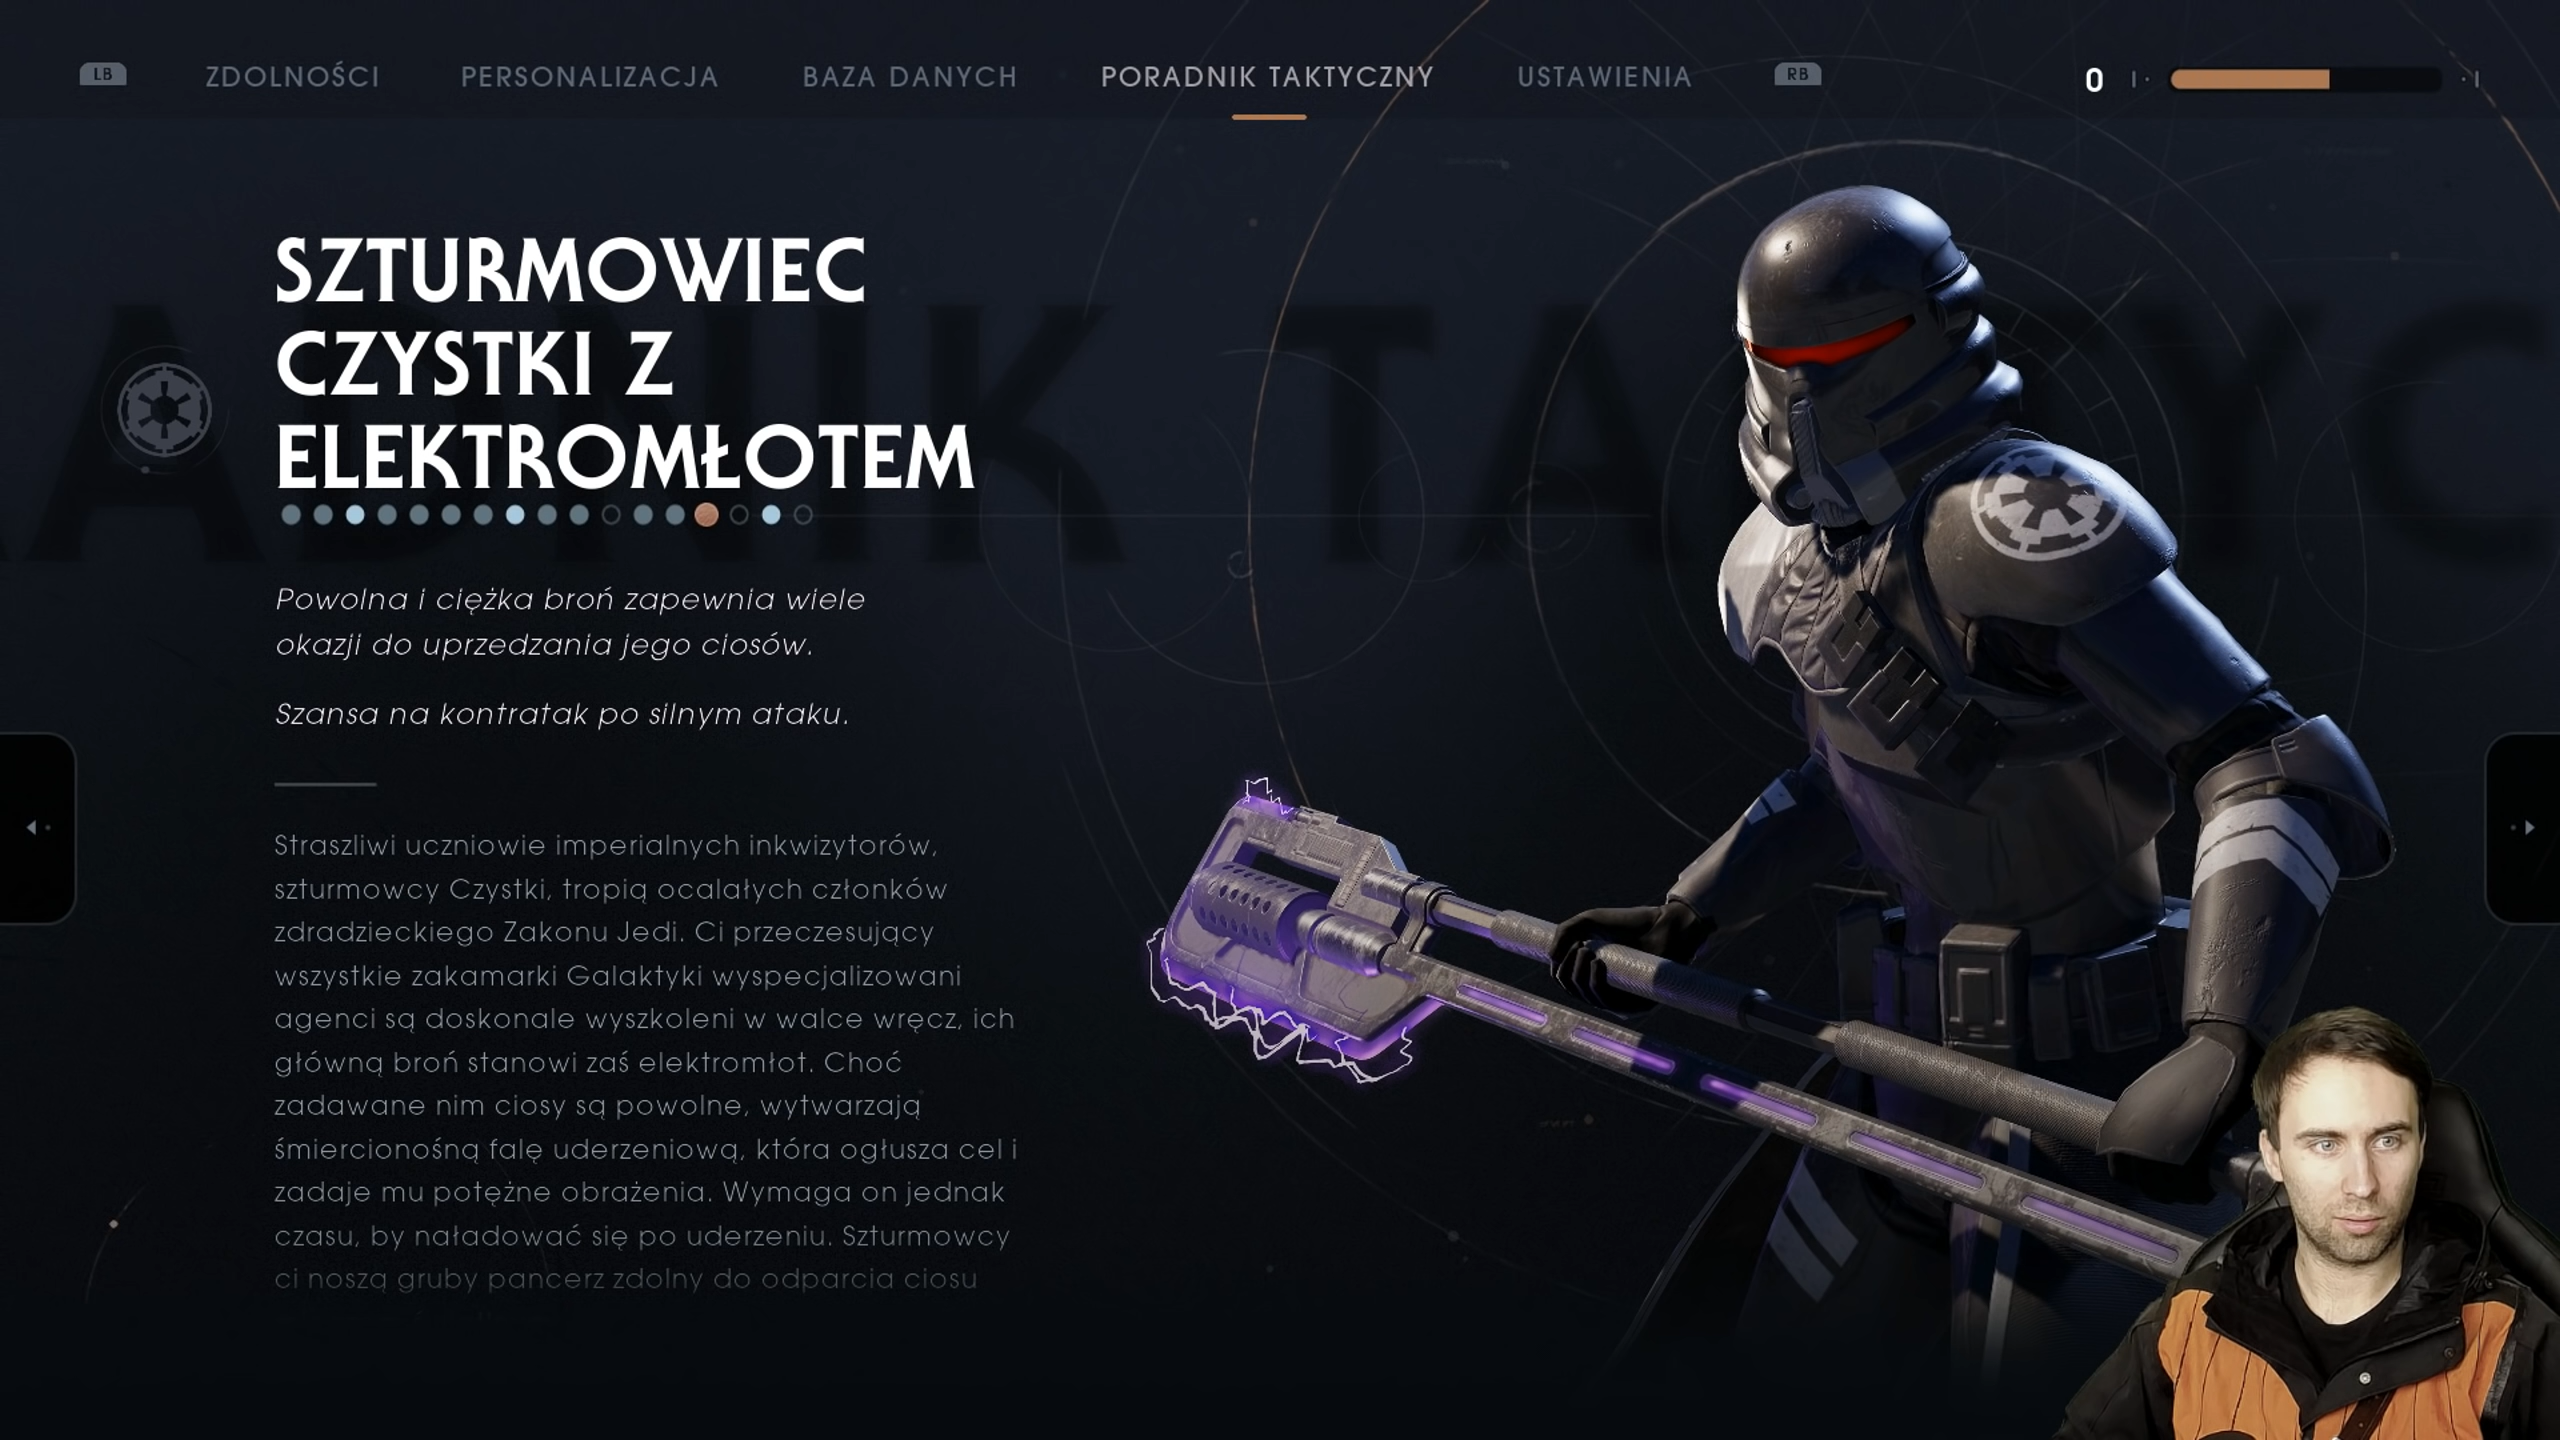 LB ZDOLNOŚCI PERSONALIZACJA BAZA DANYCH PORADNIK TAKTYCZNY USTAWIENIA RB 0
SZTURMOWIEC
CZYSTKI Z
ELEKTROMŁOTEM
Powolna i ciężka broń zapewnia wiele
okazji do uprzedzania jego ciosów.
Szansa na kontratak po silnym ataku.
Straszliwi uczniowie imperialnych inkwizytorów,
szturmowcy Czystki, tropią ocalałych członków
zdradzieckiego Zakonu Jedi. Ci przeczesujący
wszystkie zakamarki Galaktyki wyspecjalizowani
agenci są doskonale wyszkoleni w walce wręcz, ich
główną broń stanowi zaś elektromłot. Choć
zadawane nim ciosy są powolne, wytwarzają
śmiercionośną falę uderzeniową, która ogłusza cel i
zadaje mu potężne obrażenia. Wymaga on jednak
czasu, by naładować się po uderzeniu. Szturmowcy
ci noszą gruby pancerz zdolny do odparcia ciosu